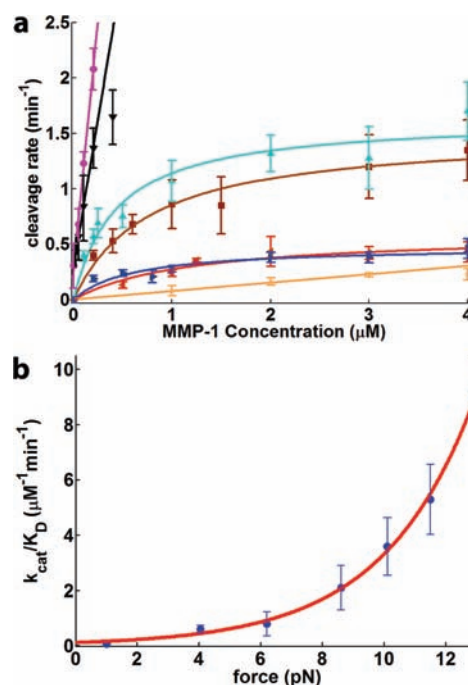 a
2.5
2
1.5
1
0.5
0
cleavage rate (min⁻¹)
0 1 2 3 4
MMP-1 Concentration (μM)
b
8
6
4
2
0
k_cat/K_D (μM⁻¹min⁻¹)
0 2 4 6 8 10 12
force (pN)